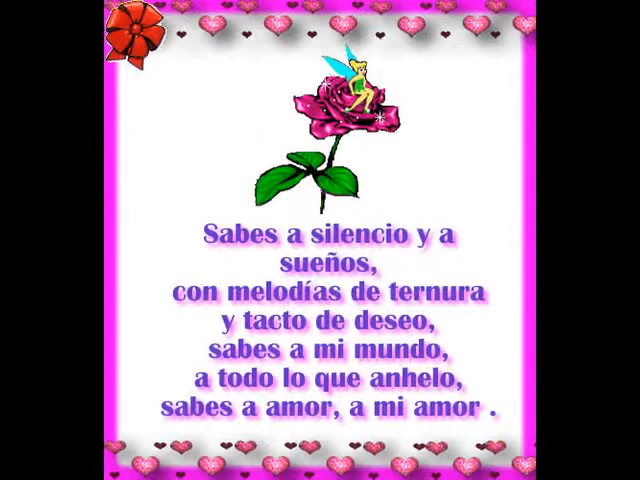 Sabes a silencio y a
sueños,
con melodías de ternura
y tacto de deseo,
sabes a mi mundo,
a todo lo que anhelo,
sabes a amor, a mi amor .